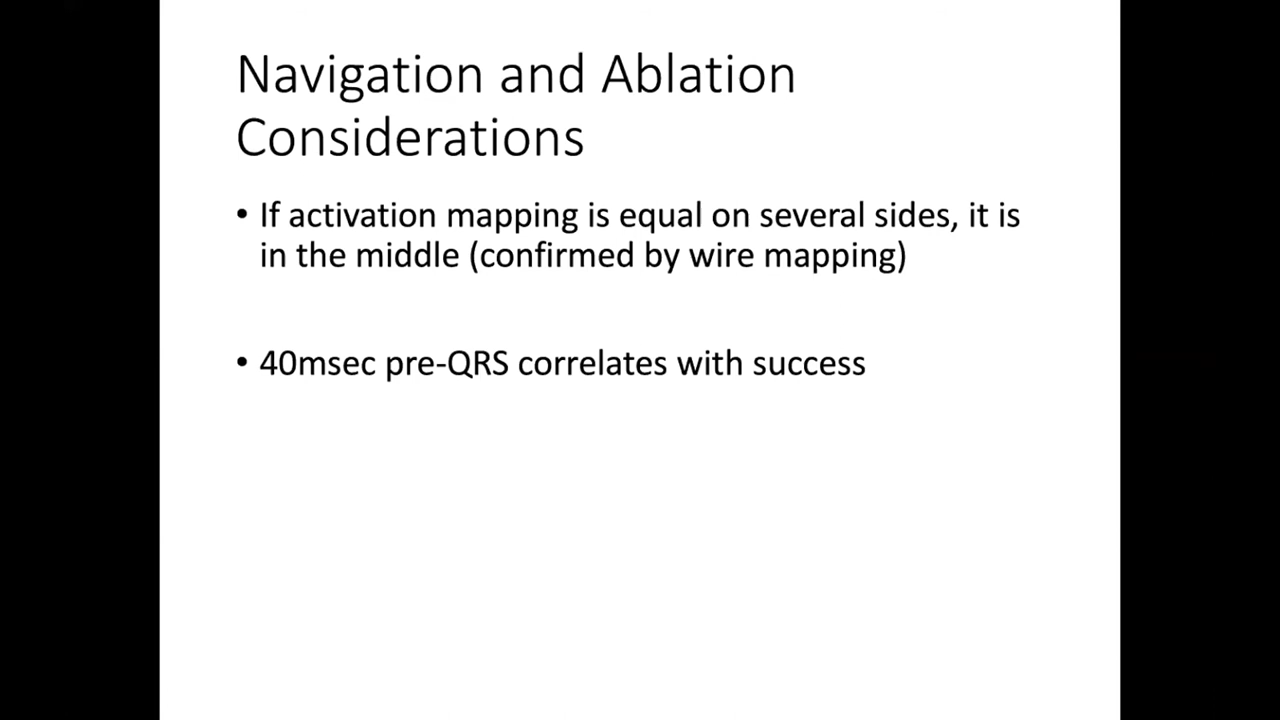 Navigation and Ablation
Considerations
• If activation mapping is equal on several sides, it is
in the middle (confirmed by wire mapping)
• 40msec pre-QRS correlates with success